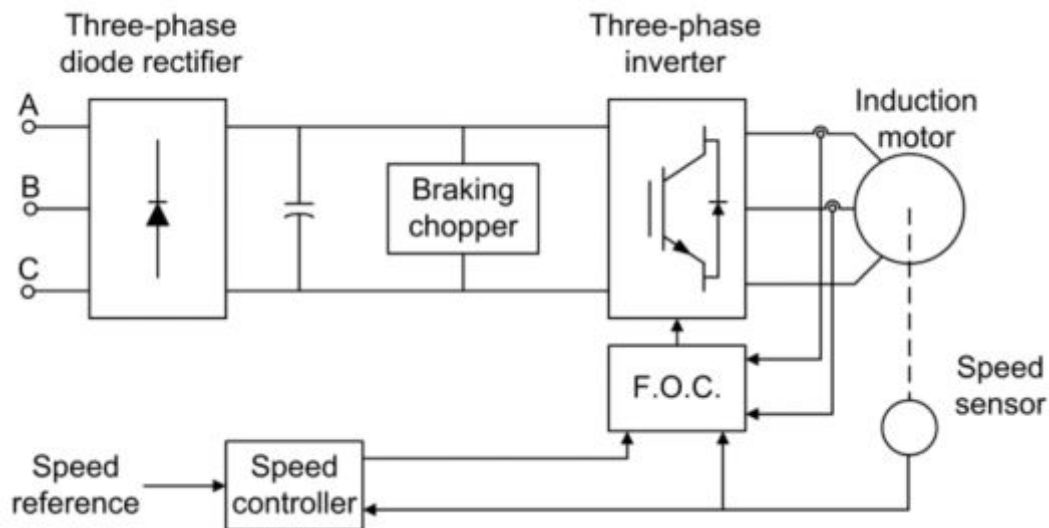 Three-phase
diode rectifier
Three-phase
inverter
Induction
motor
A
B
C
Braking
chopper
F.O.C.
Speed
sensor
Speed
reference
Speed
controller